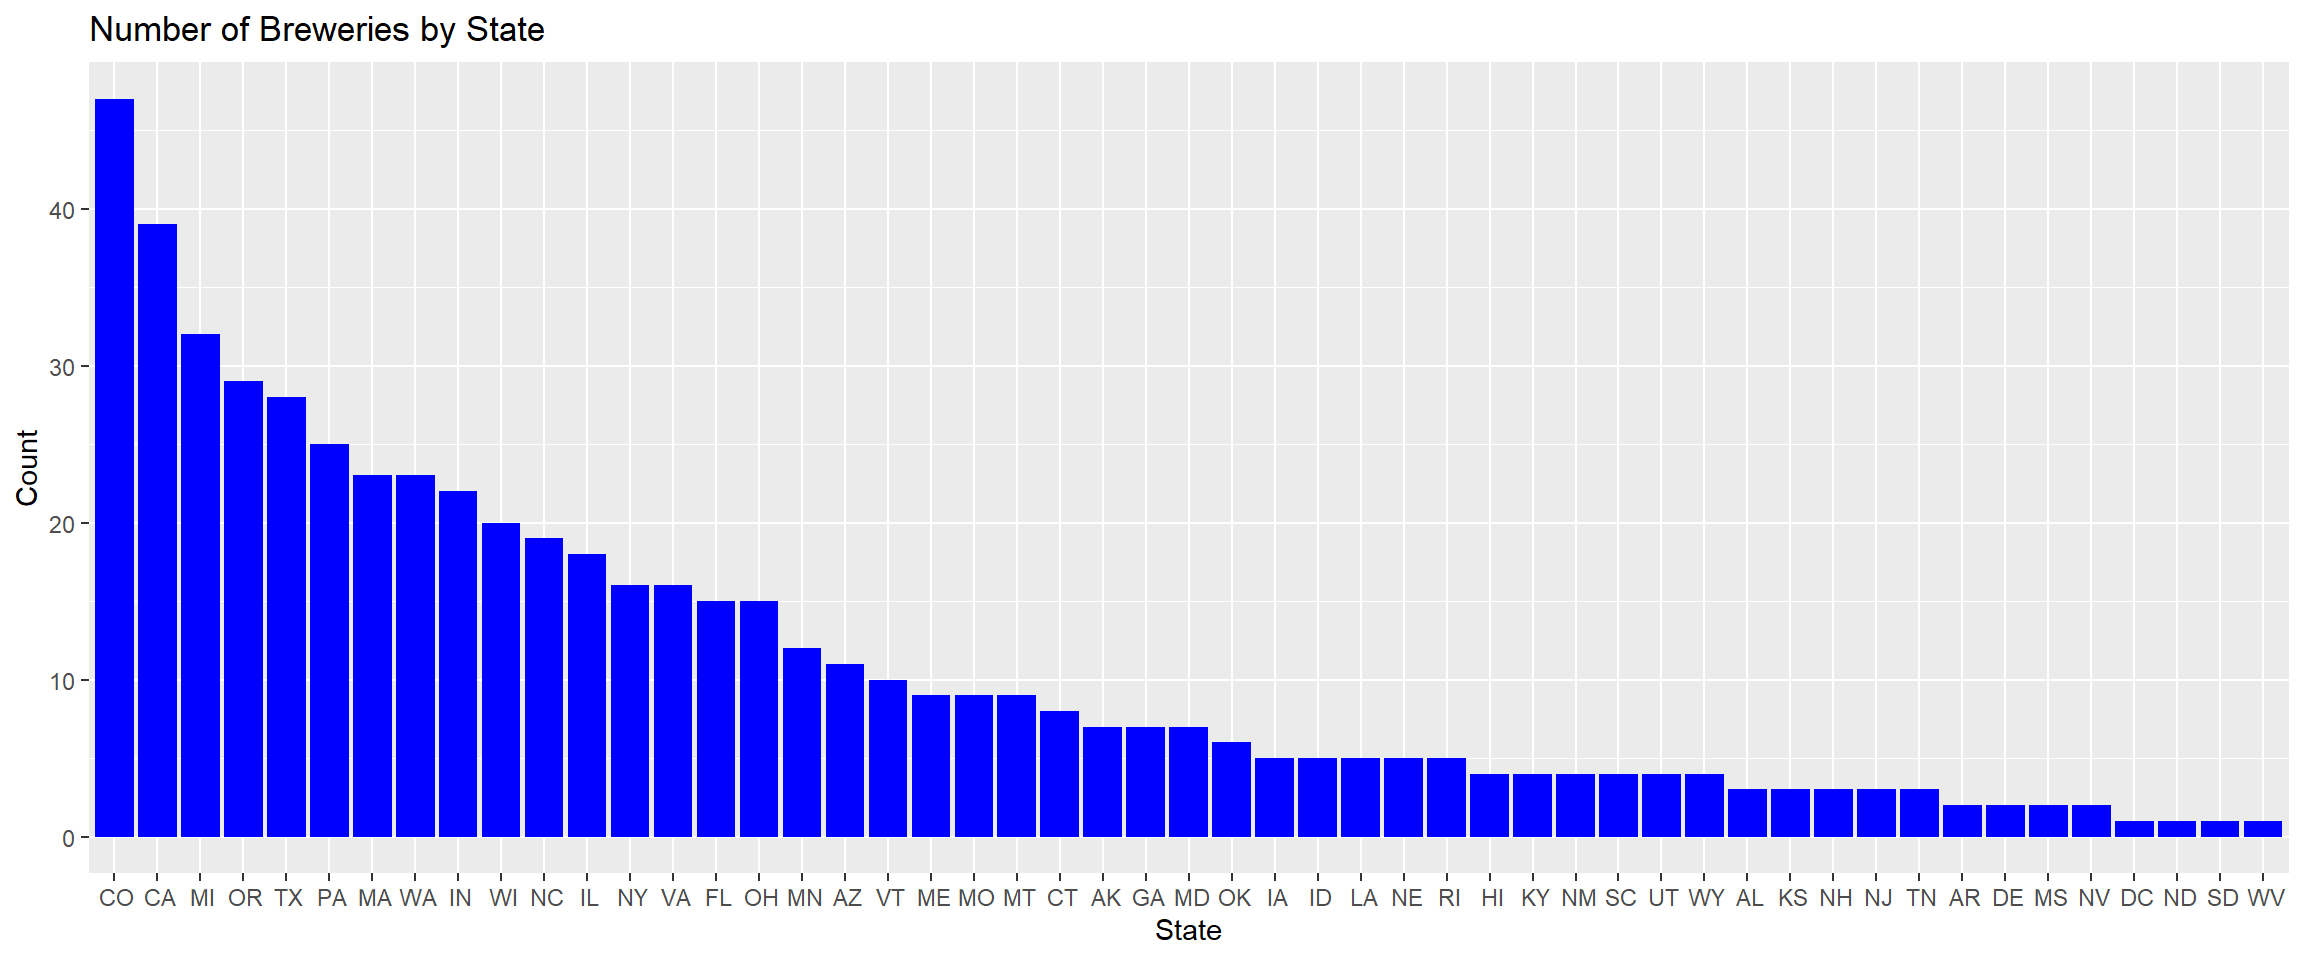 Number of Breweries by State
Count
40
30
20
10
0
CO CA MI OR TX PA MA WA IN WI NC IL NY VA FL OH MN AZ VT ME MO MT CT AK GA MD OK IA ID LA NE RI HI KY NM SC UT WY AL KS NH NJ TN AR DE MS NV DC ND SD WV
State